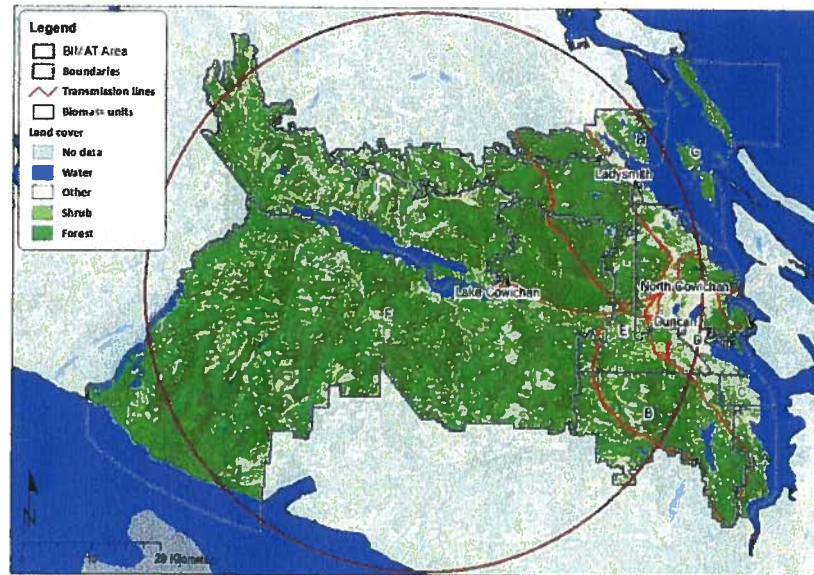 Legend
BIMAT Area
Boundaries
Transmission lines
Biomass units
Land cover
No data
Water
Other
Shrub
Forest
H
G
Ladysmith
I
Lake Cowichan
North Cowichan
F
E
Duncan
D
B
N
20 Kilometers